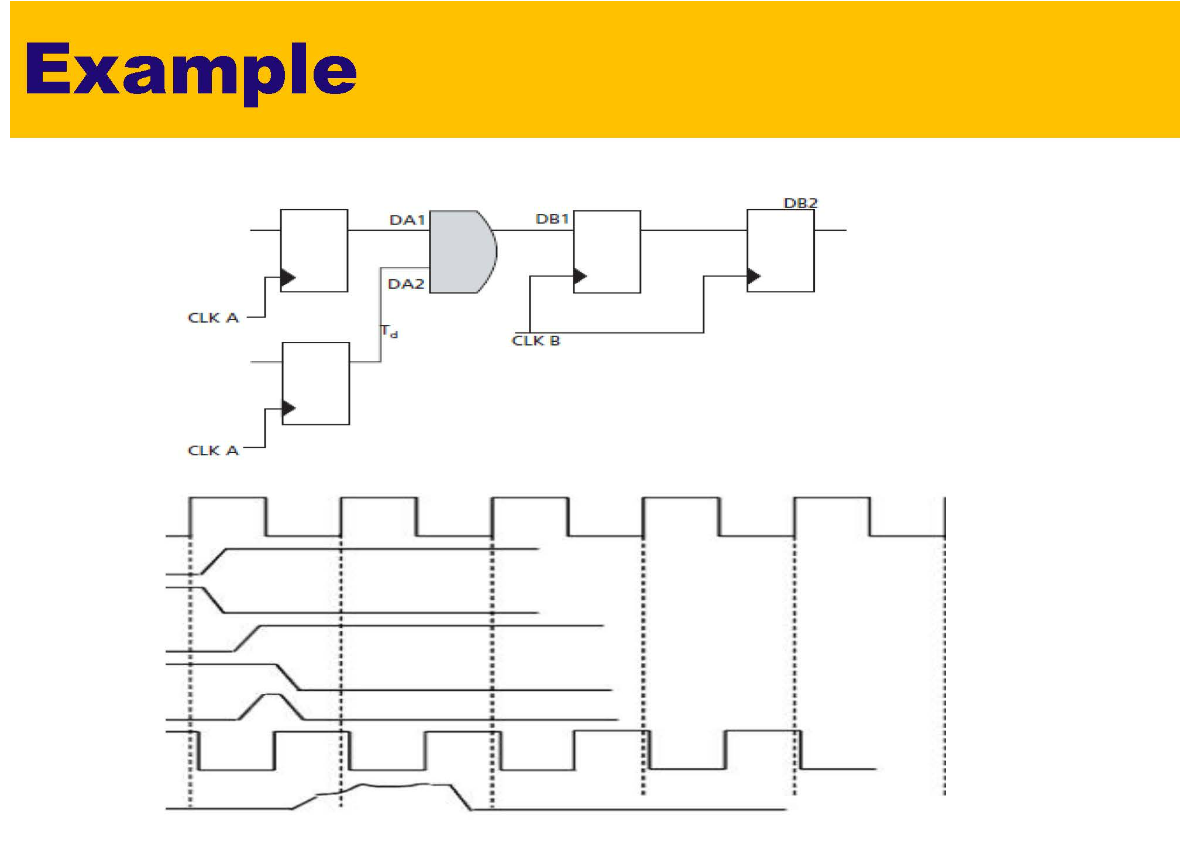 Example
DB2
DA1
DB1
DA2
CLK A
Td
CLK B
CLK A